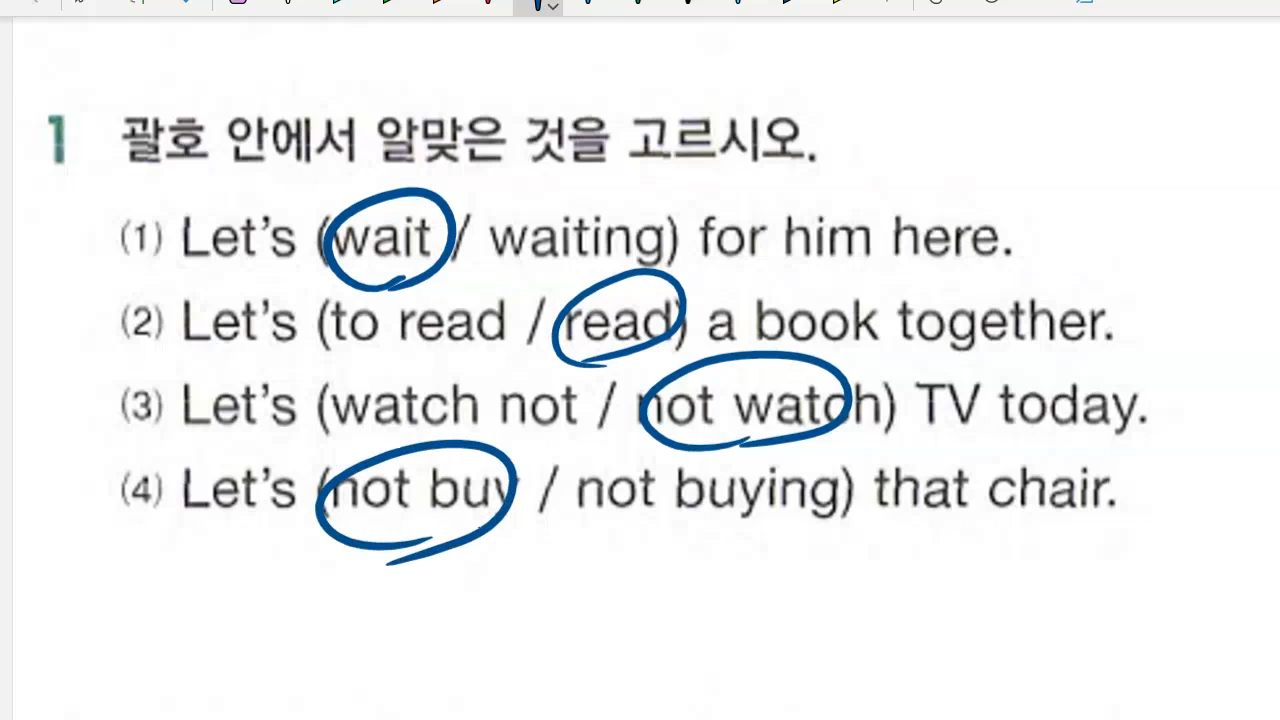 1 괄호 안에서 알맞은 것을 고르시오.
(1) Let's (wait / waiting) for him here.
(2) Let's (to read / read) a book together.
(3) Let's (watch not / not watch) TV today.
(4) Let's (not buy / not buying) that chair.